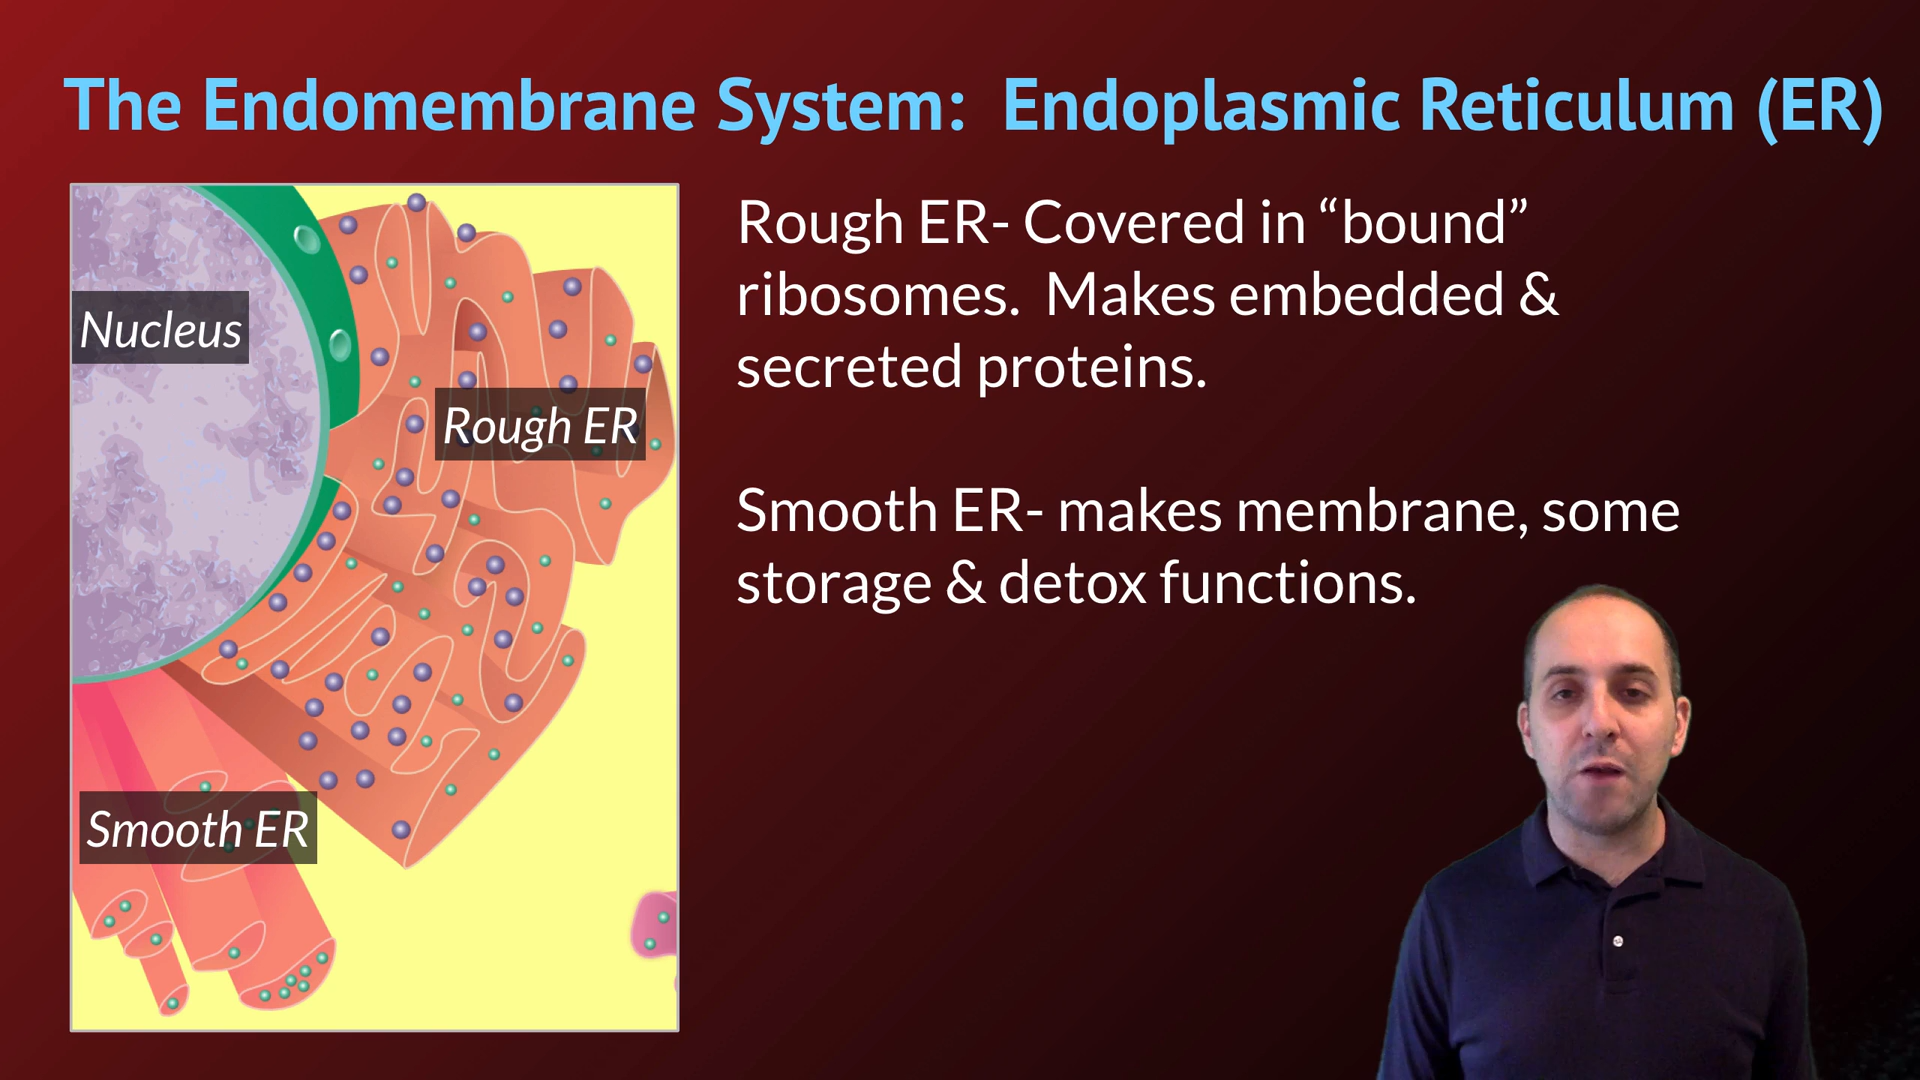 The Endomembrane System:  Endoplasmic Reticulum (ER)
Nucleus
Rough ER
Smooth ER
Rough ER- Covered in “bound”
ribosomes.  Makes embedded &
secreted proteins.
Smooth ER- makes membrane, some
storage & detox functions.